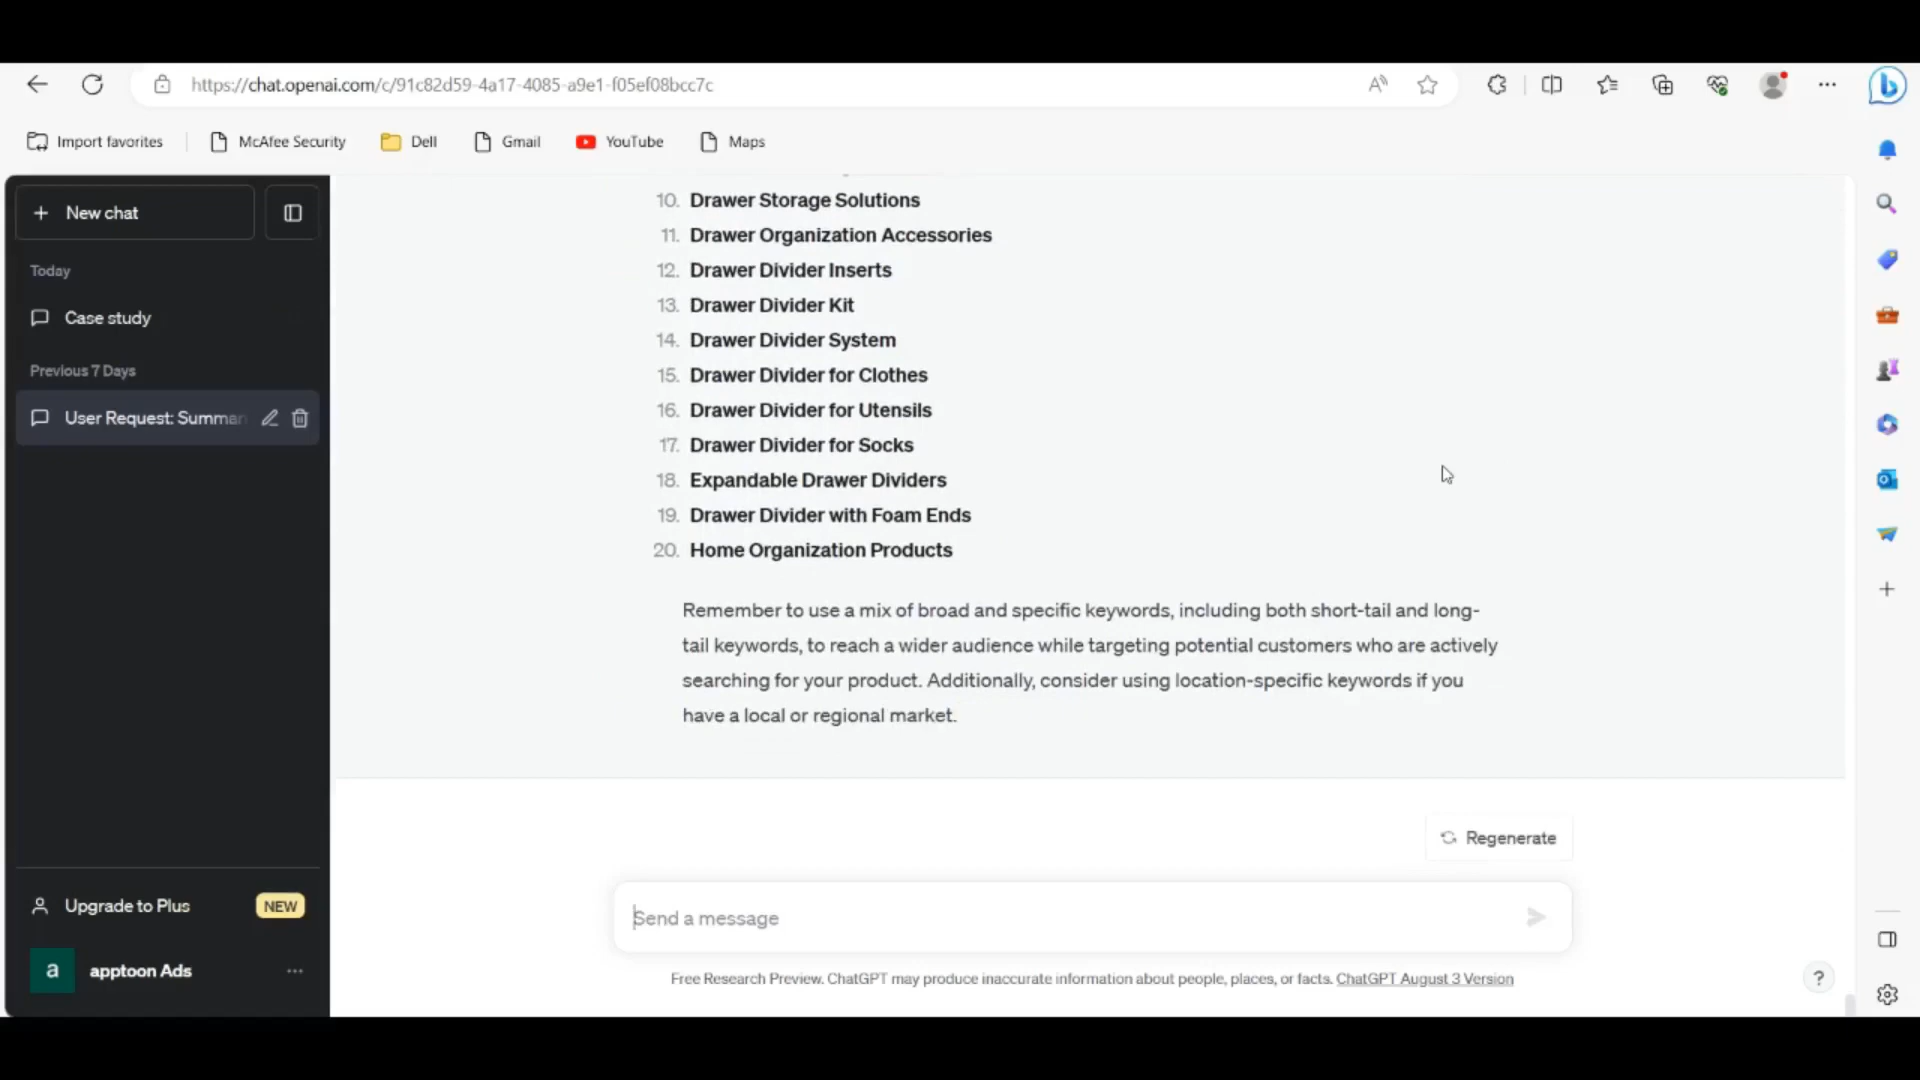 https://chat.openai.com/c/91c82d59-4a17-4085-a9e1-f05ef08bcc7c
Import favorites
McAfee Security
Dell
Gmail
YouTube
Maps
New chat
Today
Case study
Previous 7 Days
User Request: Summar
Upgrade to Plus
NEW
a
apptoon Ads
10. Drawer Storage Solutions
11. Drawer Organization Accessories
12. Drawer Divider Inserts
13. Drawer Divider Kit
14. Drawer Divider System
15. Drawer Divider for Clothes
16. Drawer Divider for Utensils
17. Drawer Divider for Socks
18. Expandable Drawer Dividers
19. Drawer Divider with Foam Ends
20. Home Organization Products
Remember to use a mix of broad and specific keywords, including both short-tail and long-
tail keywords, to reach a wider audience while targeting potential customers who are actively
searching for your product. Additionally, consider using location-specific keywords if you
have a local or regional market.
Regenerate
Send a message
Free Research Preview. ChatGPT may produce inaccurate information about people, places, or facts. ChatGPT August 3 Version
?